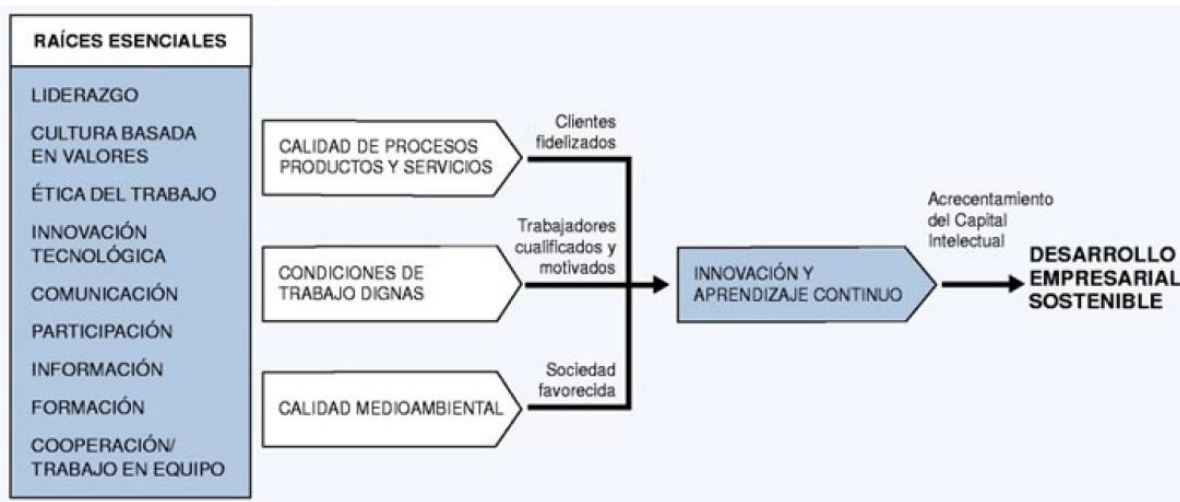 RAÍCES ESENCIALES
LIDERAZGO
CULTURA BASADA
EN VALORES
ÉTICA DEL TRABAJO
INNOVACIÓN
TECNOLÓGICA
COMUNICACIÓN
PARTICIPACIÓN
INFORMACIÓN
FORMACIÓN
COOPERACIÓN/
TRABAJO EN EQUIPO
CALIDAD DE PROCESOS
PRODUCTOS Y SERVICIOS
Clientes
fidelizados
CONDICIONES DE
TRABAJO DIGNAS
Trabajadores
cualificados y
motivados
CALIDAD MEDIOAMBIENTAL
Sociedad
favorecida
INNOVACIÓN Y
APRENDIZAJE CONTINUO
Acrecentamiento
del Capital
Intelectual
DESARROLLO
EMPRESARIAL
SOSTENIBLE